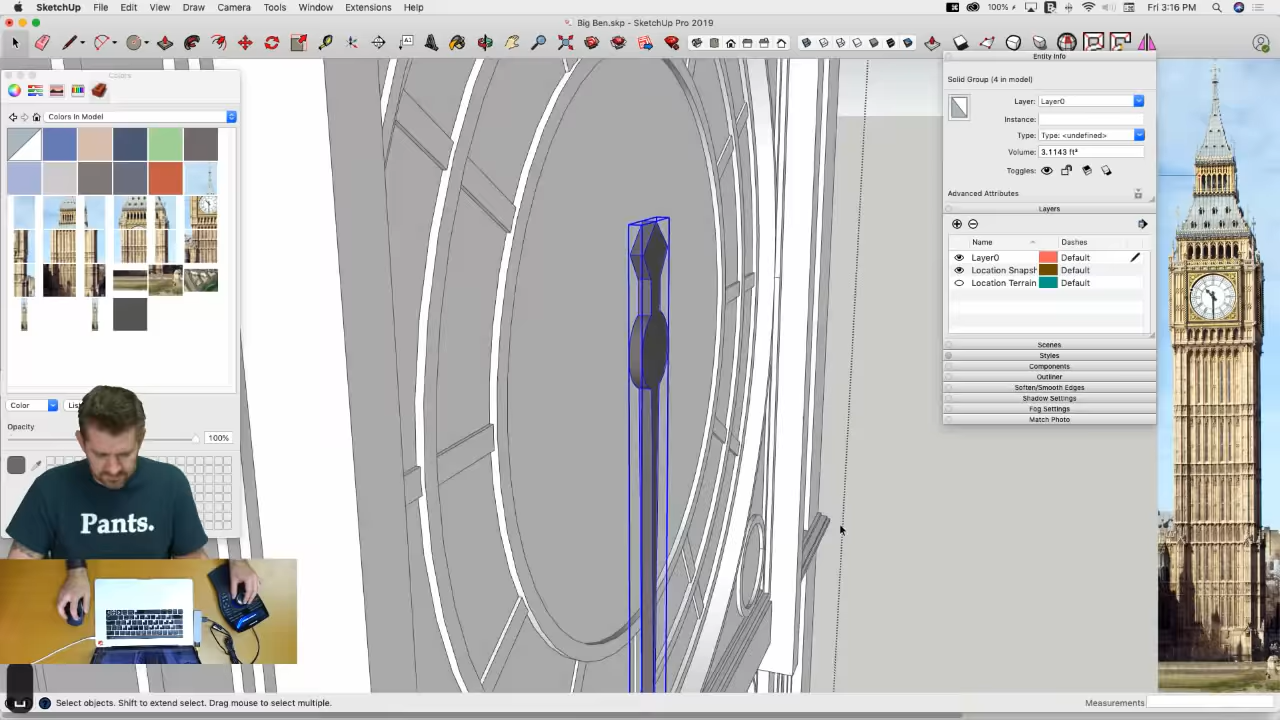 SketchUp File Edit View Draw Camera Tools Window Extensions Help
100% Fri 3:16 PM
Big Ben.skp - SketchUp Pro 2019
Colors
Colors In Model
Color
List
Opacity
100%
Pants.
Entity Info
Solid Group (4 in model)
Layer: Layer0
Instance:
Type: Type: <undefined>
Volume: 3.1143 ft³
Toggles:
Advanced Attributes
Layers
Name Dashes
Layer0 Default
Location Snapsh Default
Location Terrain Default
Scenes
Styles
Components
Outliner
Soften/Smooth Edges
Shadow Settings
Fog Settings
Match Photo
Select objects. Shift to extend select. Drag mouse to select multiple.
Measurements